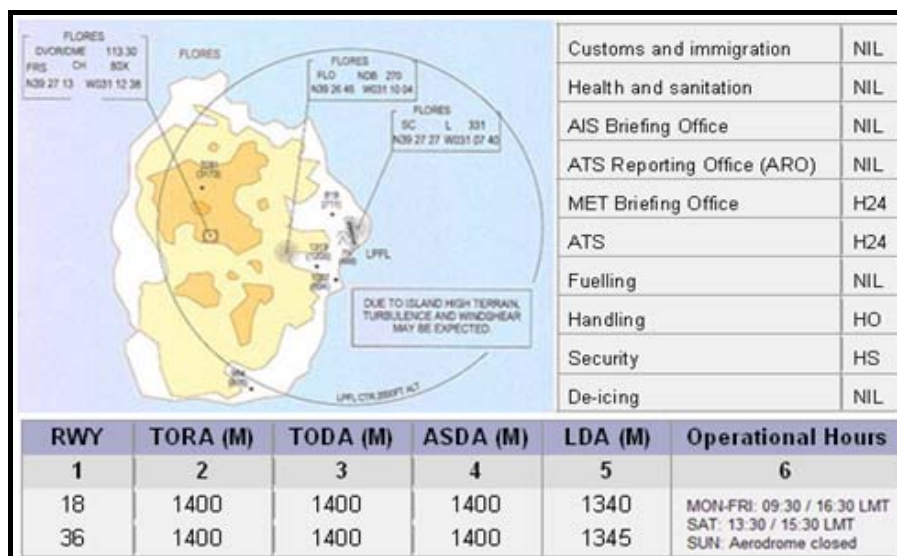 FLORES
DVOR/DME 113.30
FRS CH 80X
N39 27 13 W031 12 38
FLORES
FLORES
FLO NDB 270
N39 26 46 W031 10 04
FLORES
SC L 331
N39 27 27 W031 07 40
LPFL
DUE TO ISLAND HIGH TERRAIN,
TURBULENCE AND WINDSHEAR
MAY BE EXPECTED.
Customs and immigration NIL
Health and sanitation NIL
AIS Briefing Office NIL
ATS Reporting Office (ARO) NIL
MET Briefing Office H24
ATS H24
Fuelling NIL
Handling HO
Security HS
De-icing NIL
RWY TORA (M) TODA (M) ASDA (M) LDA (M) Operational Hours
1 2 3 4 5 6
18 1400 1400 1400 1340
36 1400 1400 1400 1345
MON-FRI: 09:30 / 16:30 LMT
SAT: 13:30 / 15:30 LMT
SUN: Aerodrome closed